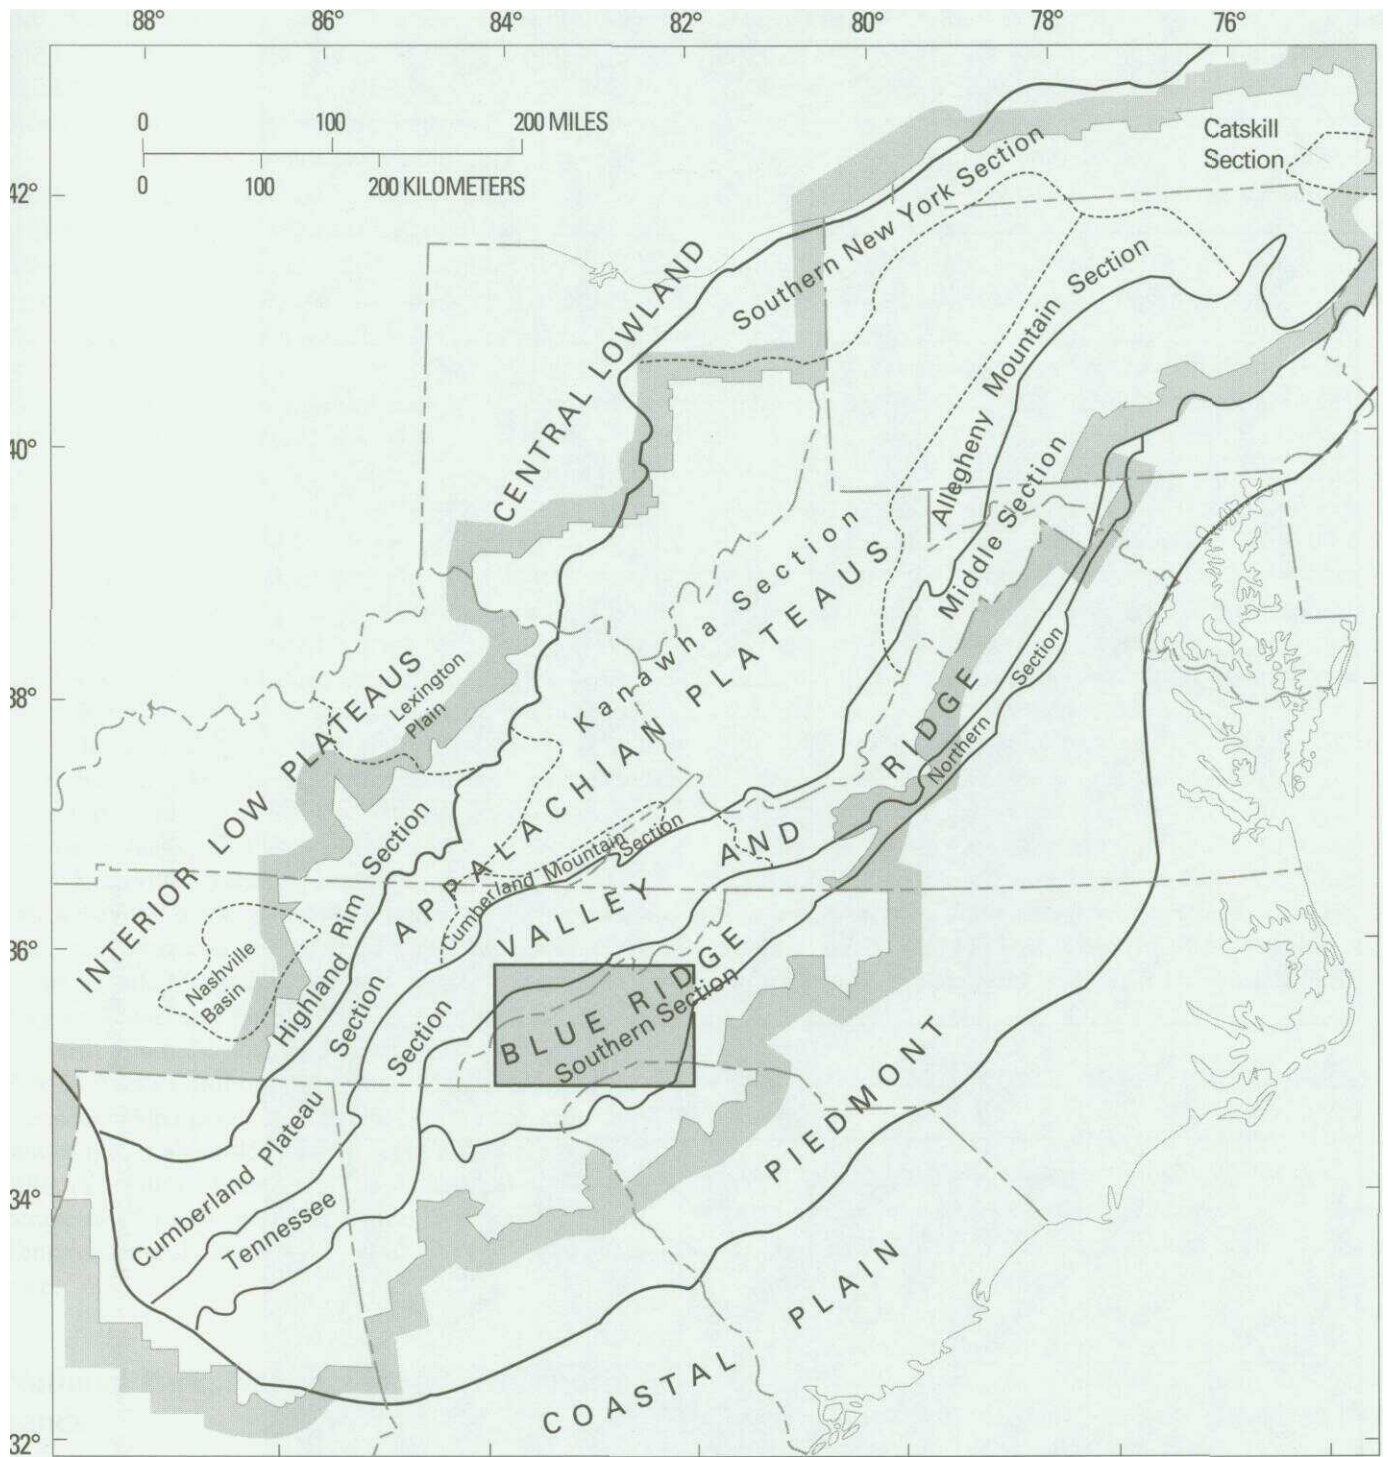 88° 86° 84° 82° 80° 78° 76°
0 100 200 MILES
0 100 200 KILOMETERS
Catskill
Section
42°
Southern New York Section
CENTRAL LOWLAND
Allegheny Mountain Section
40°
Middle Section
Kanawha Section
APPALACHIAN PLATEAUS
38°
INTERIOR LOW PLATEAUS
Lexington
Plain
Northern Section
VALLEY AND RIDGE
Cumberland Mountain Section
Highland Rim Section
36°
Nashville
Basin
BLUE RIDGE
Southern Section
Cumberland Plateau Section
Tennessee Section
34°
PIEDMONT
COASTAL PLAIN
32°